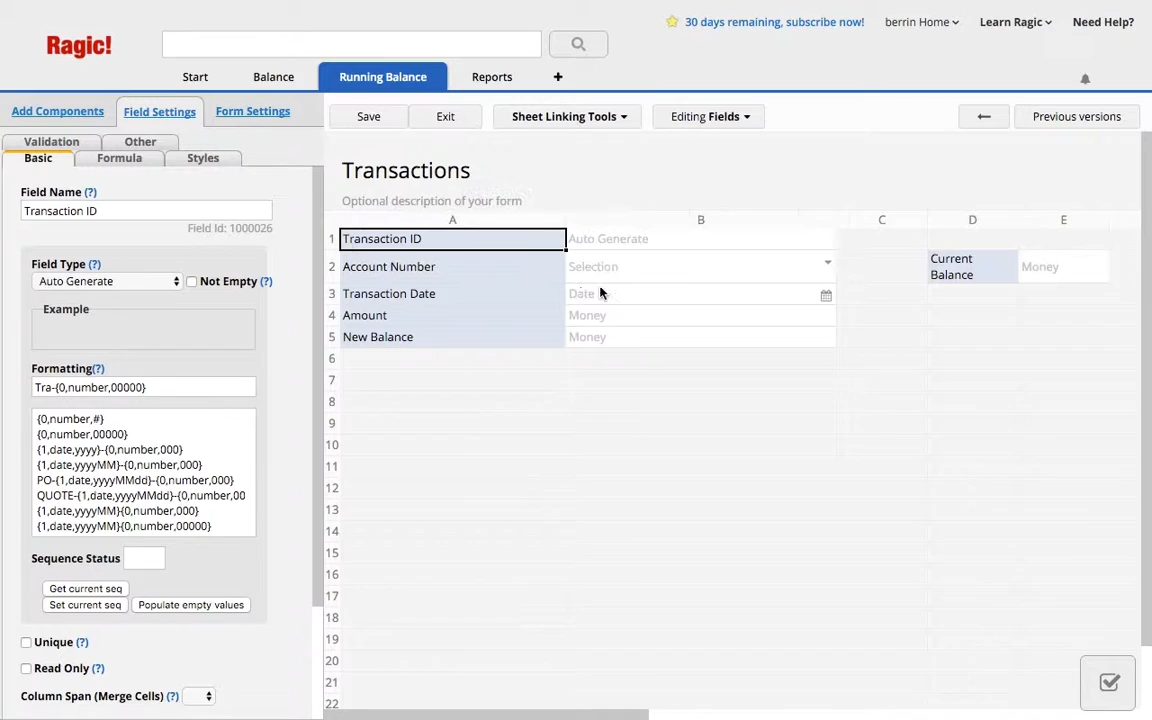 30 days remaining, subscribe now! berrin Home Learn Ragic Need Help?
Ragic!
Start Balance Running Balance Reports +
Add Components Field Settings Form Settings
Save Exit Sheet Linking Tools Editing Fields Previous versions
Validation Other
Basic Formula Styles
Field Name (?)
Transaction ID
Field Id: 1000026
Field Type (?)
Auto Generate Not Empty (?)
Example
Formatting(?)
Tra-{0,number,00000}
{0,number,#}
{0,number,00000}
{1,date,yyyy}-{0,number,000}
{1,date,yyyyMM}-{0,number,000}
PO-{1,date,yyyyMMdd}-{0,number,000}
QUOTE-{1,date,yyyyMMdd}-{0,number,00
{1,date,yyyyMM}{0,number,000}
{1,date,yyyyMM}{0,number,00000}
Sequence Status
Get current seq
Set current seq Populate empty values
Unique (?)
Read Only (?)
Column Span (Merge Cells) (?)
Transactions
Optional description of your form
A B C D E
1 Transaction ID Auto Generate
2 Account Number Selection Current Balance Money
3 Transaction Date Date
4 Amount Money
5 New Balance Money
6
7
8
9
10
11
12
13
14
15
16
17
18
19
20
21
22